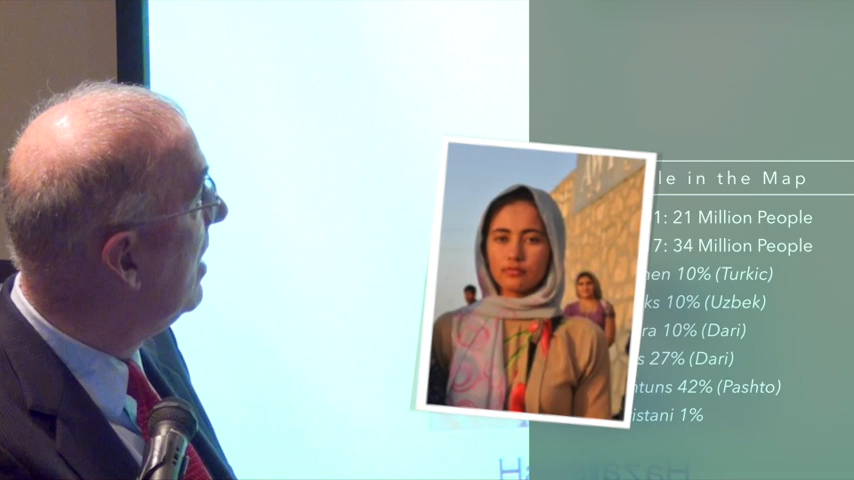 le in the Map
1: 21 Million People
7: 34 Million People
en 10% (Turkic)
ks 10% (Uzbek)
ra 10% (Dari)
s 27% (Dari)
ntuns 42% (Pashto)
istani 1%